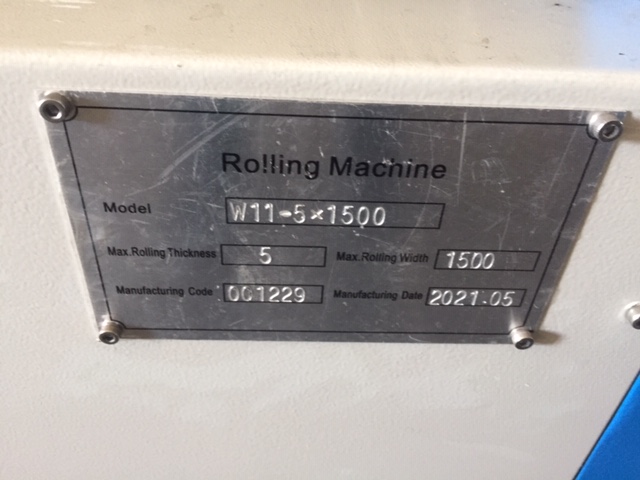 Rolling Machine
Model W11-5×1500
Max.Rolling Thickness 5 Max.Rolling Width 1500
Manufacturing Code 001229 Manufacturing Date 2021.05